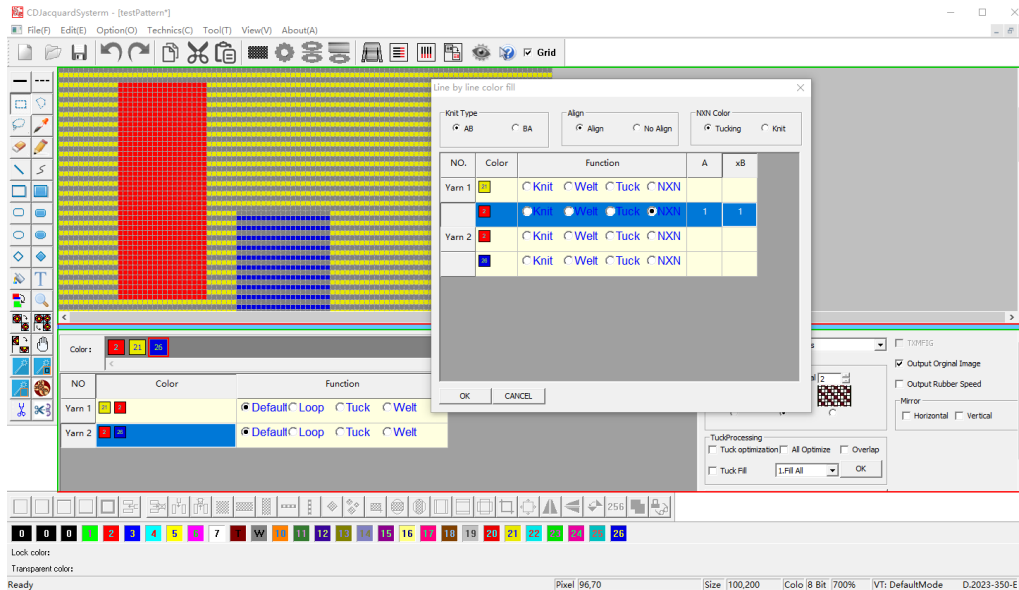 CDJacquardSysterm - [testPattern*]
File(F) Edit(E) Option(O) Technics(C) Tool(T) View(V) About(A)
Grid
Line by line color fill
Knit Type
AB BA
Align
Align No Align
NXN Color
Tucking Knit
NO. Color Function A xB
Yarn 1 21 Knit Welt Tuck NXN
2 Knit Welt Tuck NXN 1 1
Yarn 2 2 Knit Welt Tuck NXN
26 Knit Welt Tuck NXN
OK CANCEL
Color: 2 21 26
NO Color Function
Yarn 1 21 2 Default Loop Tuck Welt
Yarn 2 2 26 Default Loop Tuck Welt
2
TXMFIG
Output Orginal Image
Output Rubber Speed
Mirror
Horizontal Vertical
TuckProcessing
Tuck optimization All Optimize Overlap
Tuck Fill 1.Fill All OK
256
0 0 0 1 2 3 4 5 6 7 T W 10 11 12 13 14 15 16 17 18 19 20 21 22 23 24 25 26
Lock color:
Transparent color:
Ready Pixel 96,70 Size 100,200 Colo 8 Bit 700% VT: DefaultMode D.2023-350-E